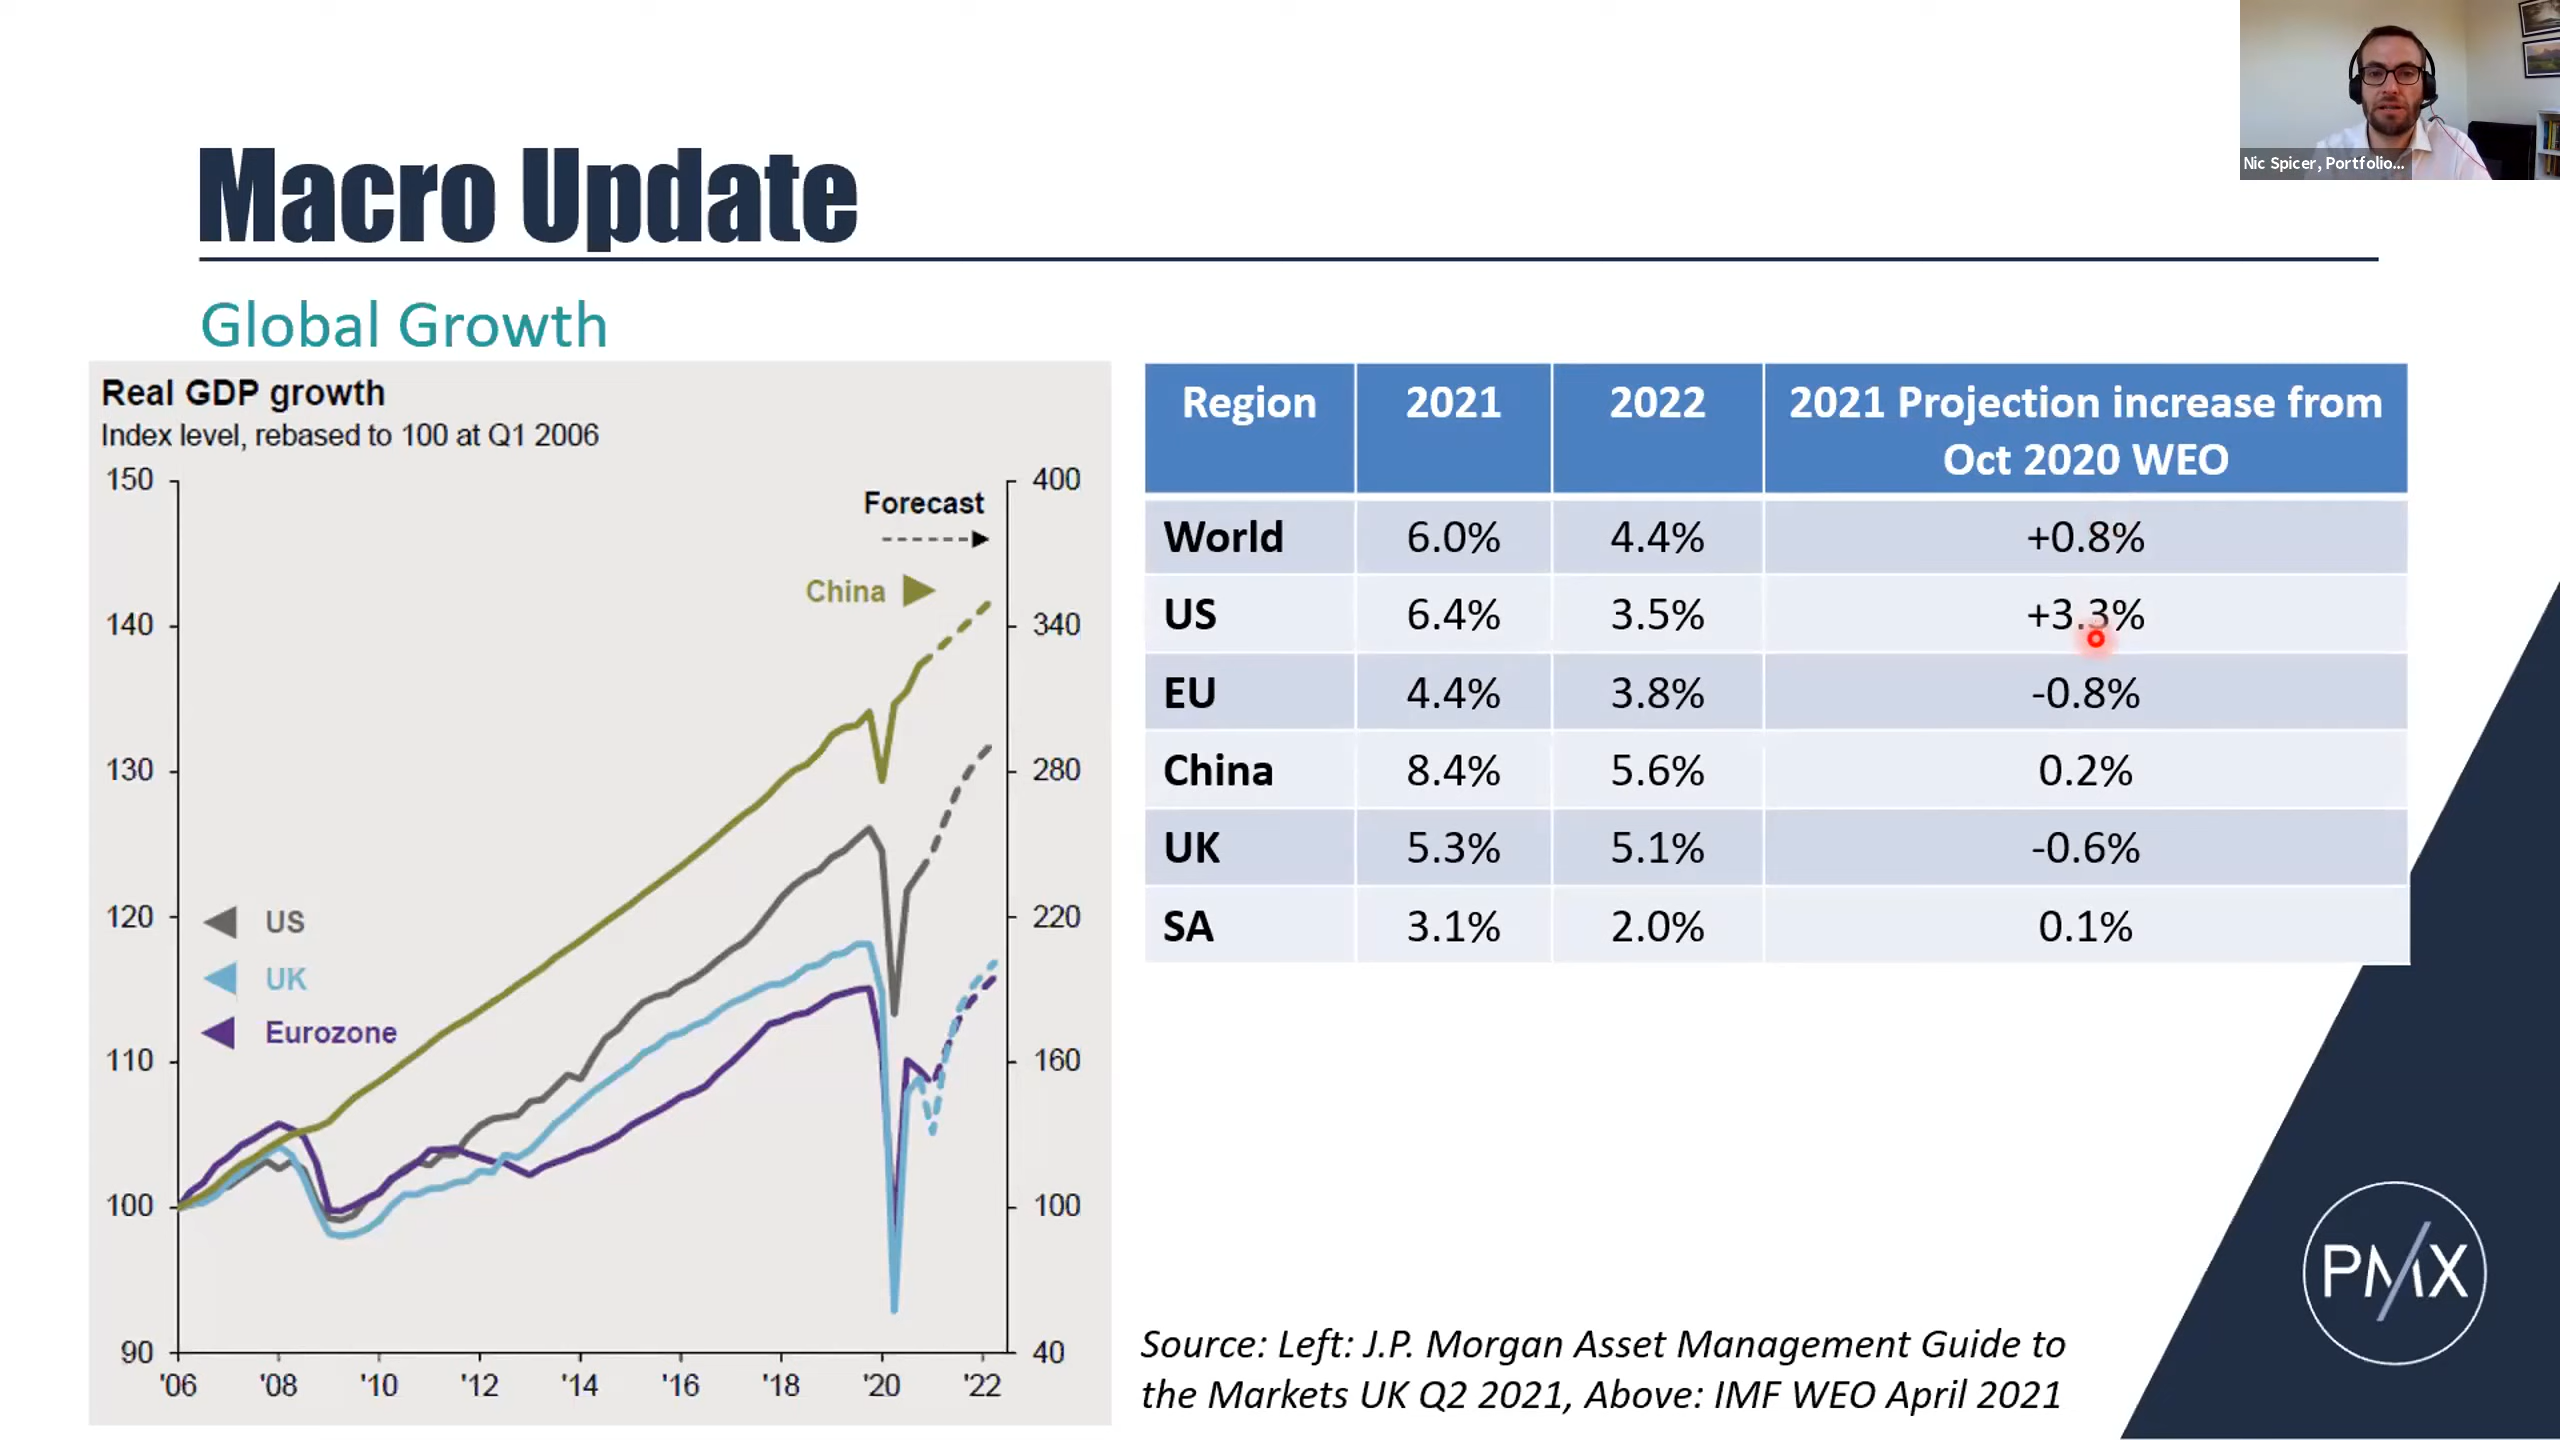 Nic Spicer, Portfolio...
Macro Update
Global Growth
Real GDP growth
Index level, rebased to 100 at Q1 2006
150
140
130
120
110
100
90
400
340
280
220
160
100
40
Forecast
China
US
UK
Eurozone
'06 '08 '10 '12 '14 '16 '18 '20 '22
Region 2021 2022 2021 Projection increase from
Oct 2020 WEO
World 6.0% 4.4% +0.8%
US 6.4% 3.5% +3.3%
EU 4.4% 3.8% -0.8%
China 8.4% 5.6% 0.2%
UK 5.3% 5.1% -0.6%
SA 3.1% 2.0% 0.1%
Source: Left: J.P. Morgan Asset Management Guide to
the Markets UK Q2 2021, Above: IMF WEO April 2021
PMX